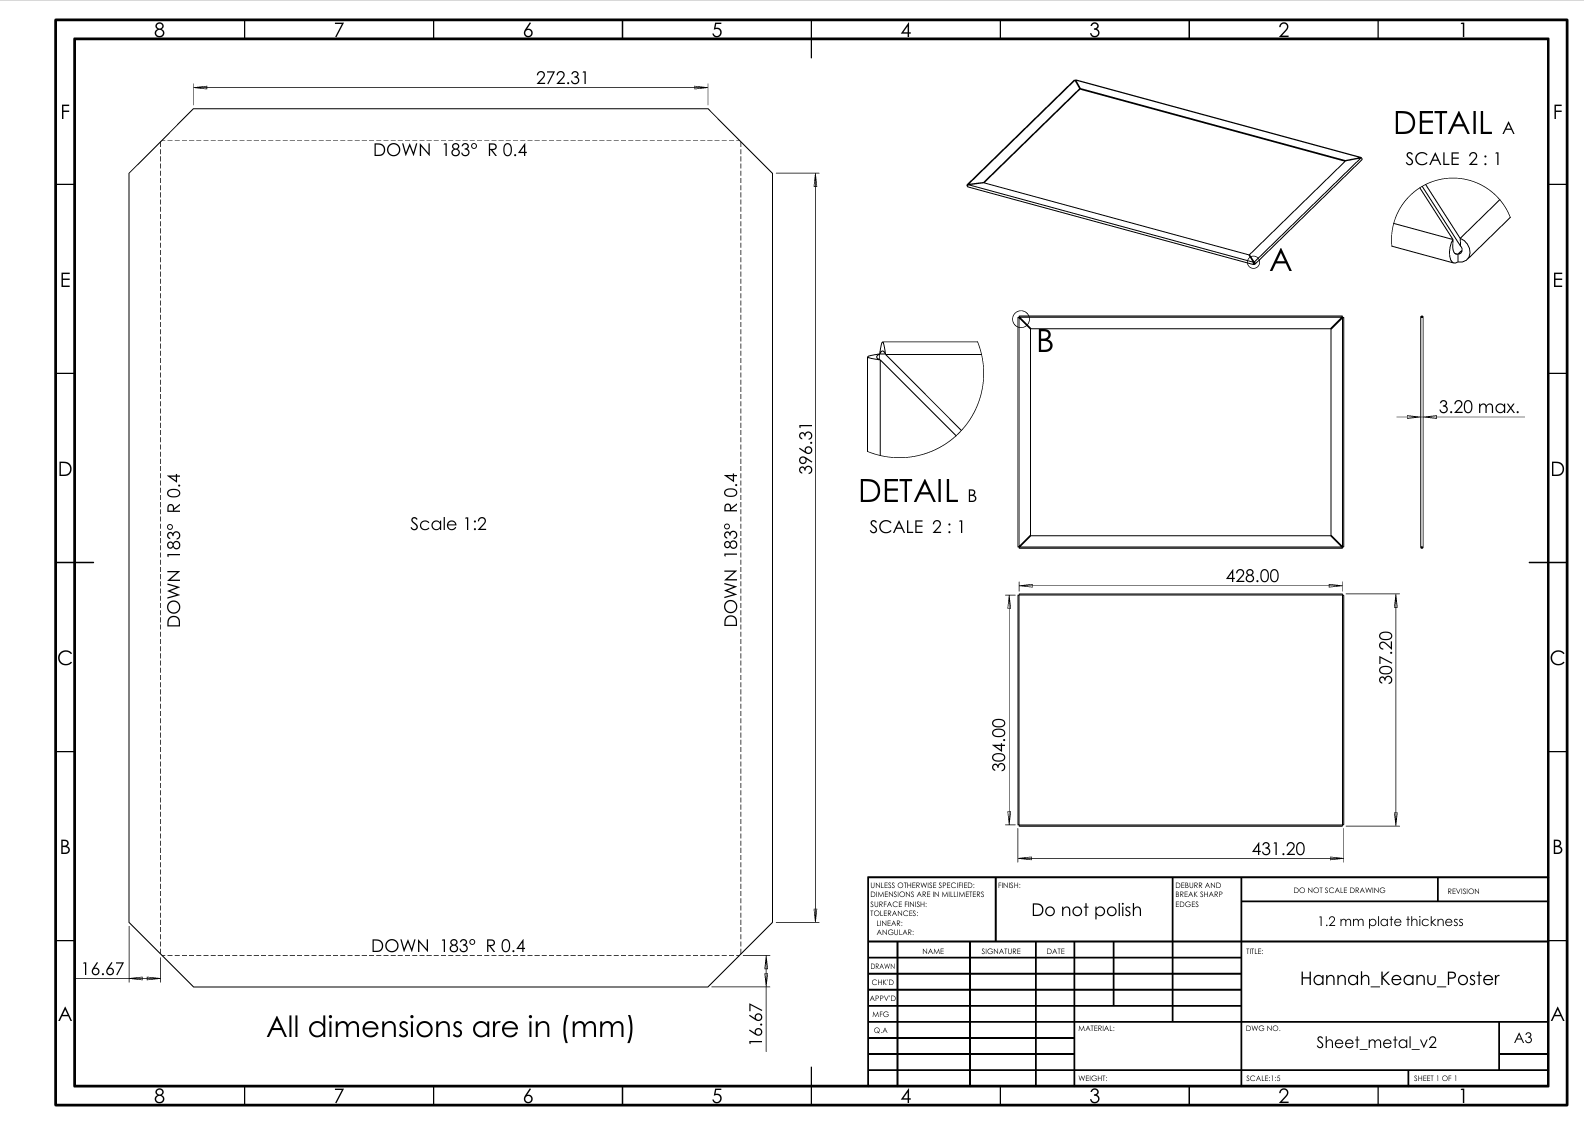 8 7 6 5 4 3 2 1
F
E
D
C
B
A
F
E
D
C
B
A
272.31
DOWN 183° R 0.4
DOWN 183° R 0.4
DOWN 183° R 0.4
396.31
Scale 1:2
DOWN 183° R 0.4
16.67
16.67
All dimensions are in (mm)
A
DETAIL A
SCALE 2 : 1
B
DETAIL B
SCALE 2 : 1
3.20 max.
428.00
304.00
307.20
431.20
UNLESS OTHERWISE SPECIFIED:
DIMENSIONS ARE IN MILLIMETERS
SURFACE FINISH:
TOLERANCES:
LINEAR:
ANGULAR:
FINISH:
Do not polish
DEBURR AND
BREAK SHARP
EDGES
DO NOT SCALE DRAWING
REVISION
1.2 mm plate thickness
NAME
SIGNATURE
DATE
DRAWN
CHK'D
APPV'D
MFG
Q.A
TITLE:
Hannah_Keanu_Poster
MATERIAL:
DWG NO.
Sheet_metal_v2
A3
WEIGHT:
SCALE:1:5
SHEET 1 OF 1
8 7 6 5 4 3 2 1